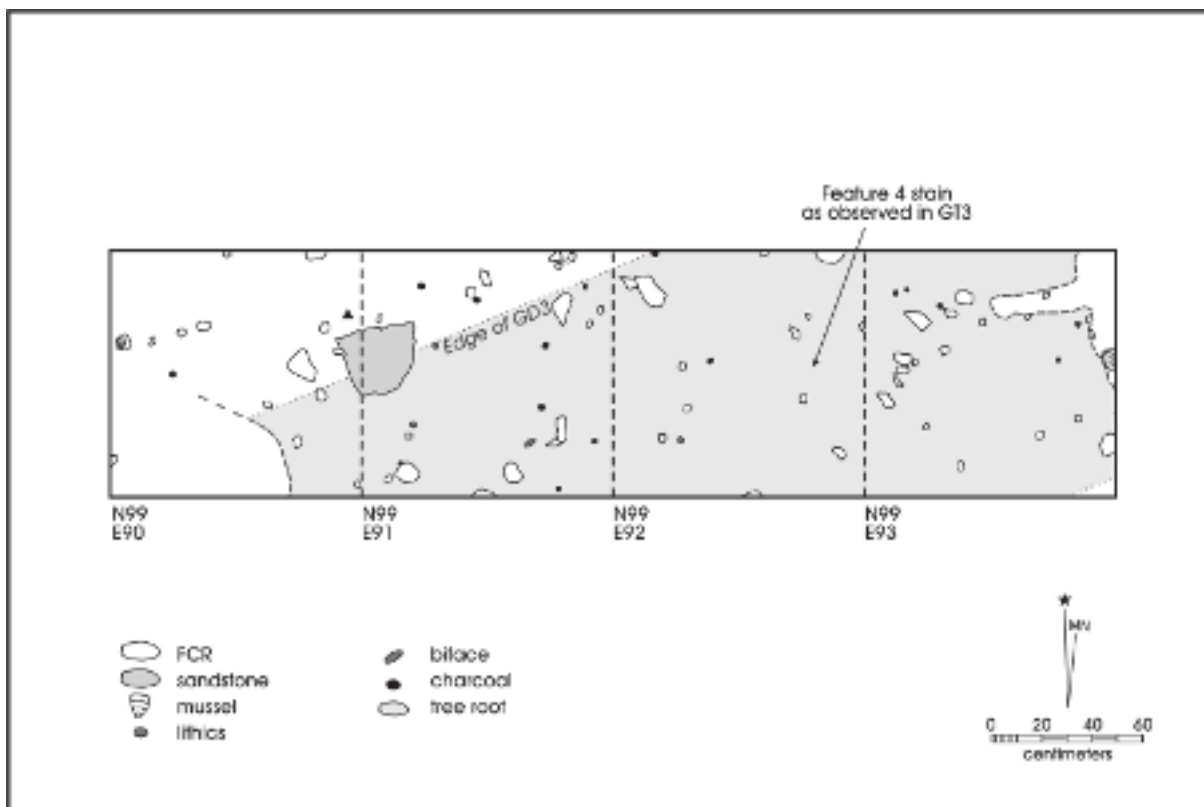 Feature 4 stain
as observed in GT3
Edge of GD3
N99
E90
N99
E91
N99
E92
N99
E93
FCR
sandstone
mussel
lithics
biface
charcoal
tree root
MN
0 20 40 60
centimeters